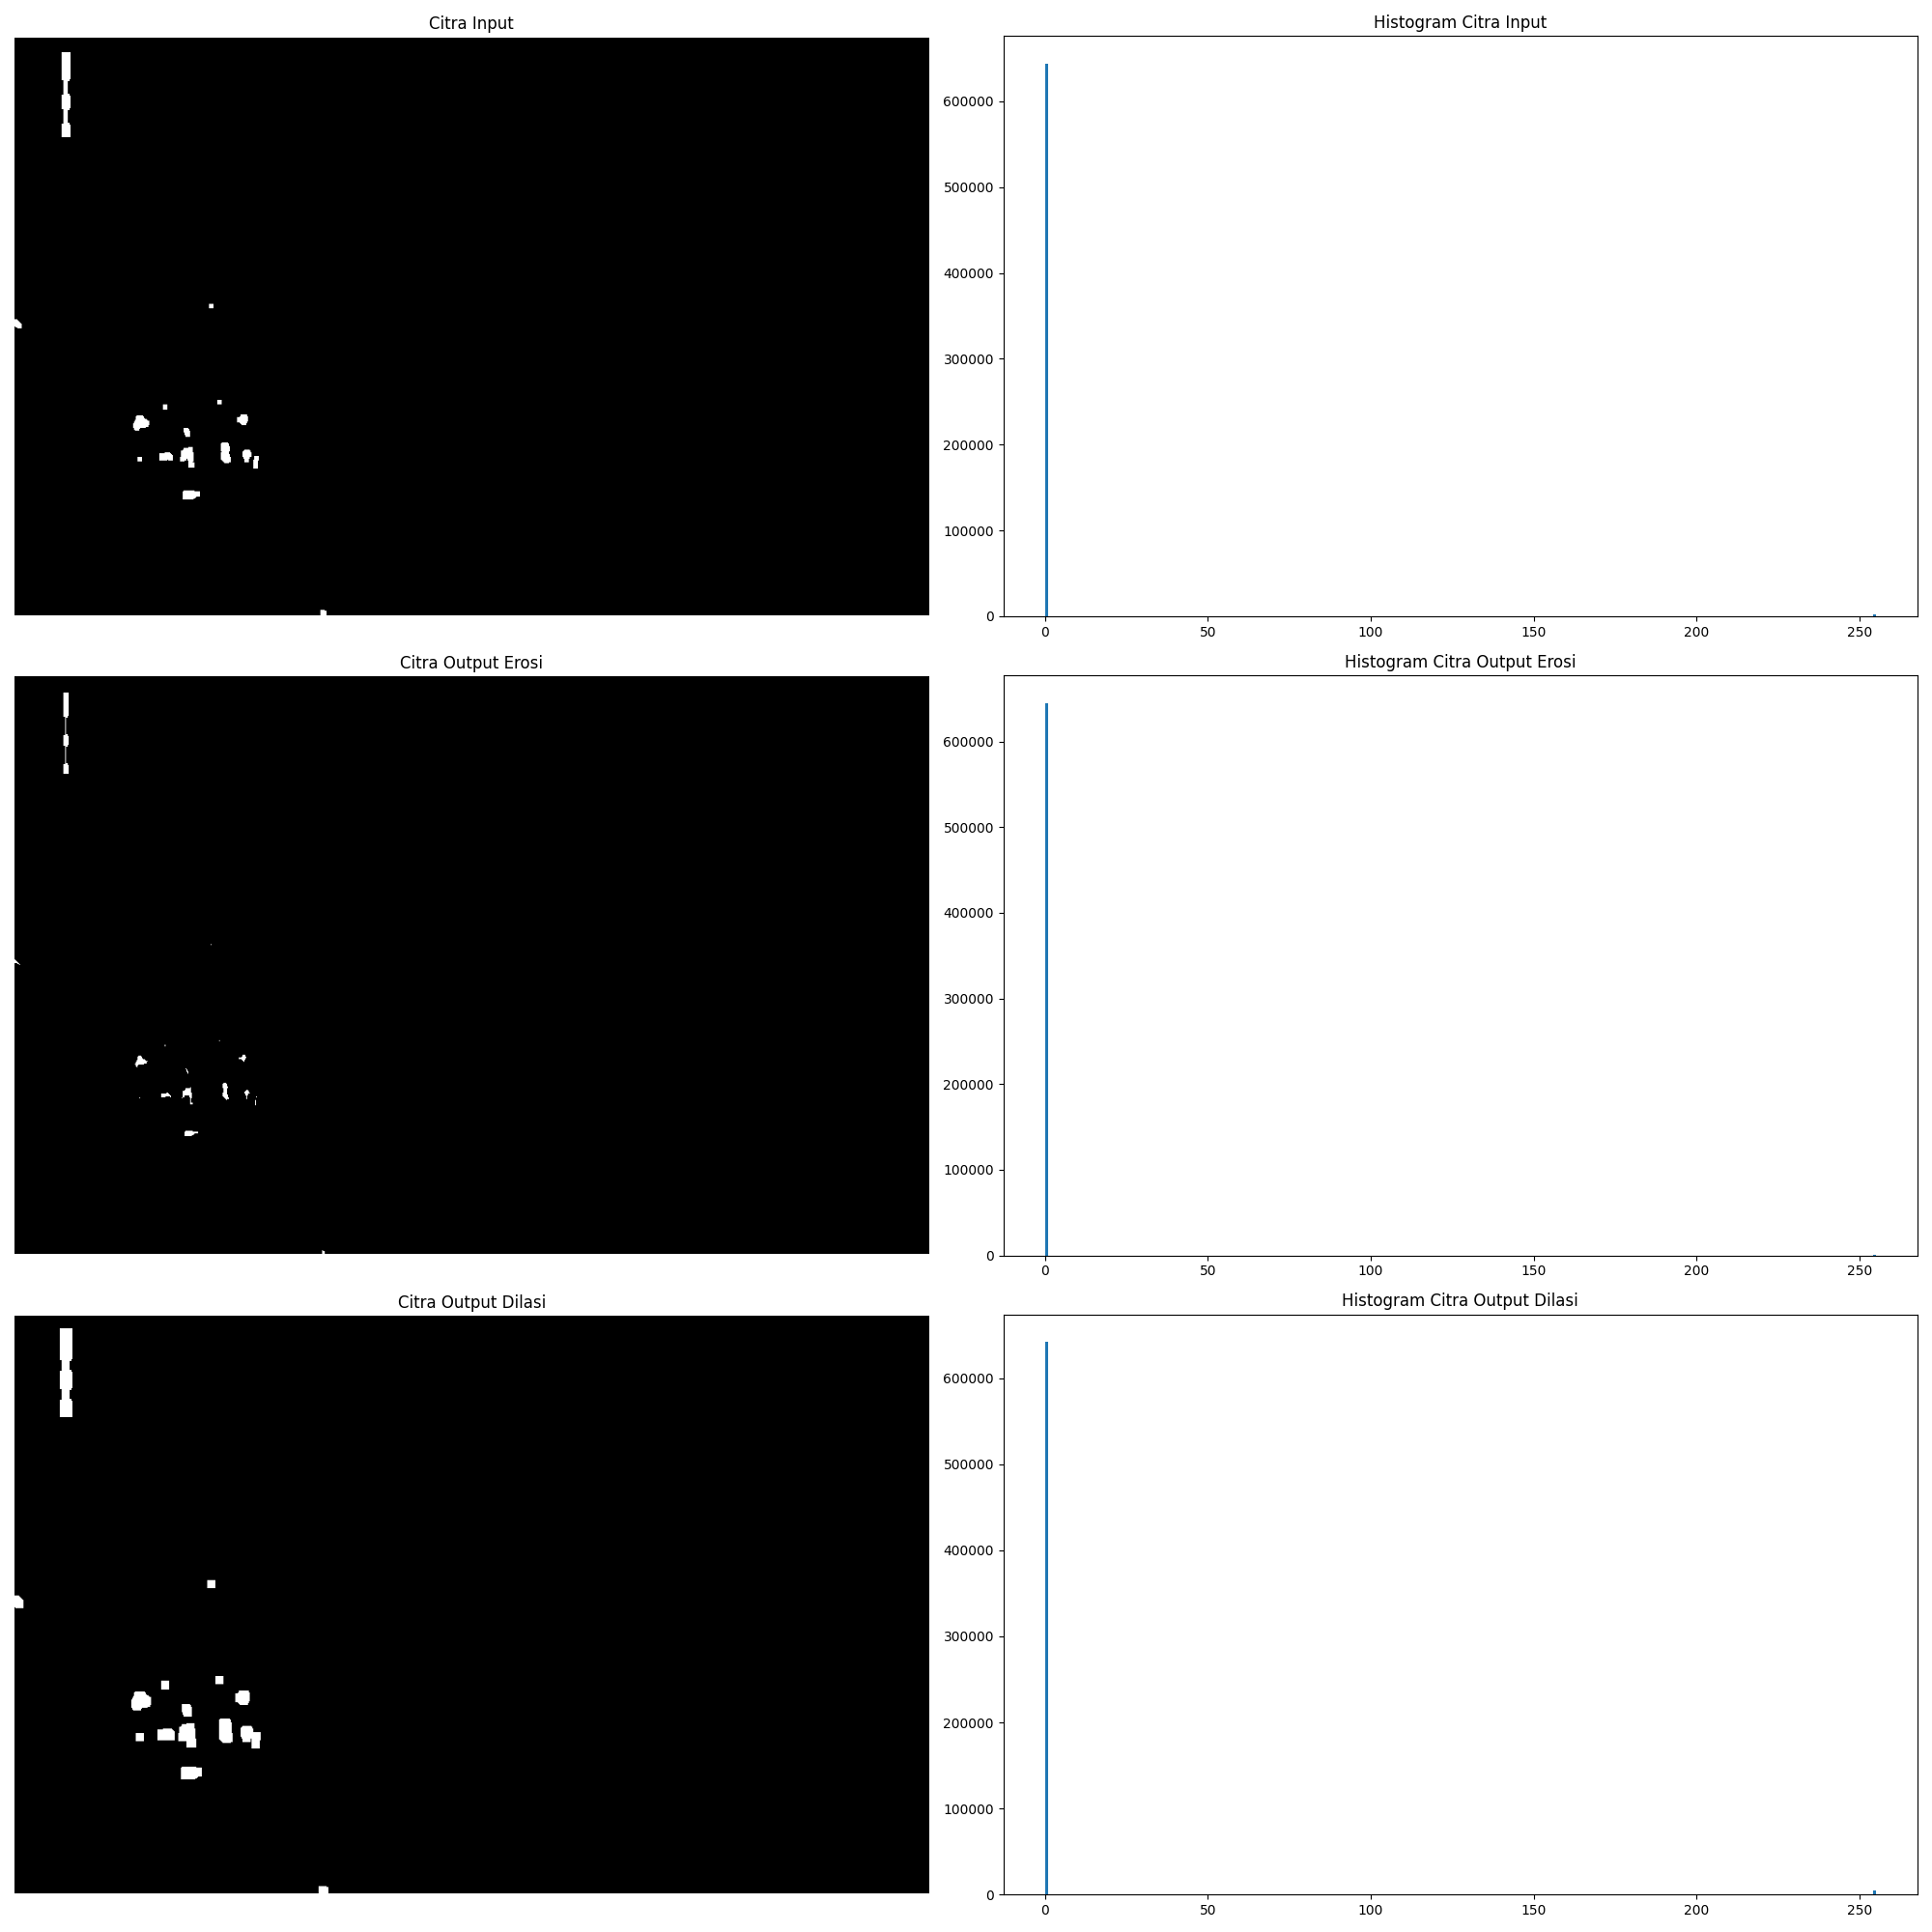 Citra Input
Histogram Citra Input
600000
500000
400000
300000
200000
100000
0
0 50 100 150 200 250
Citra Output Erosi
Histogram Citra Output Erosi
600000
500000
400000
300000
200000
100000
0
0 50 100 150 200 250
Citra Output Dilasi
Histogram Citra Output Dilasi
600000
500000
400000
300000
200000
100000
0
0 50 100 150 200 250